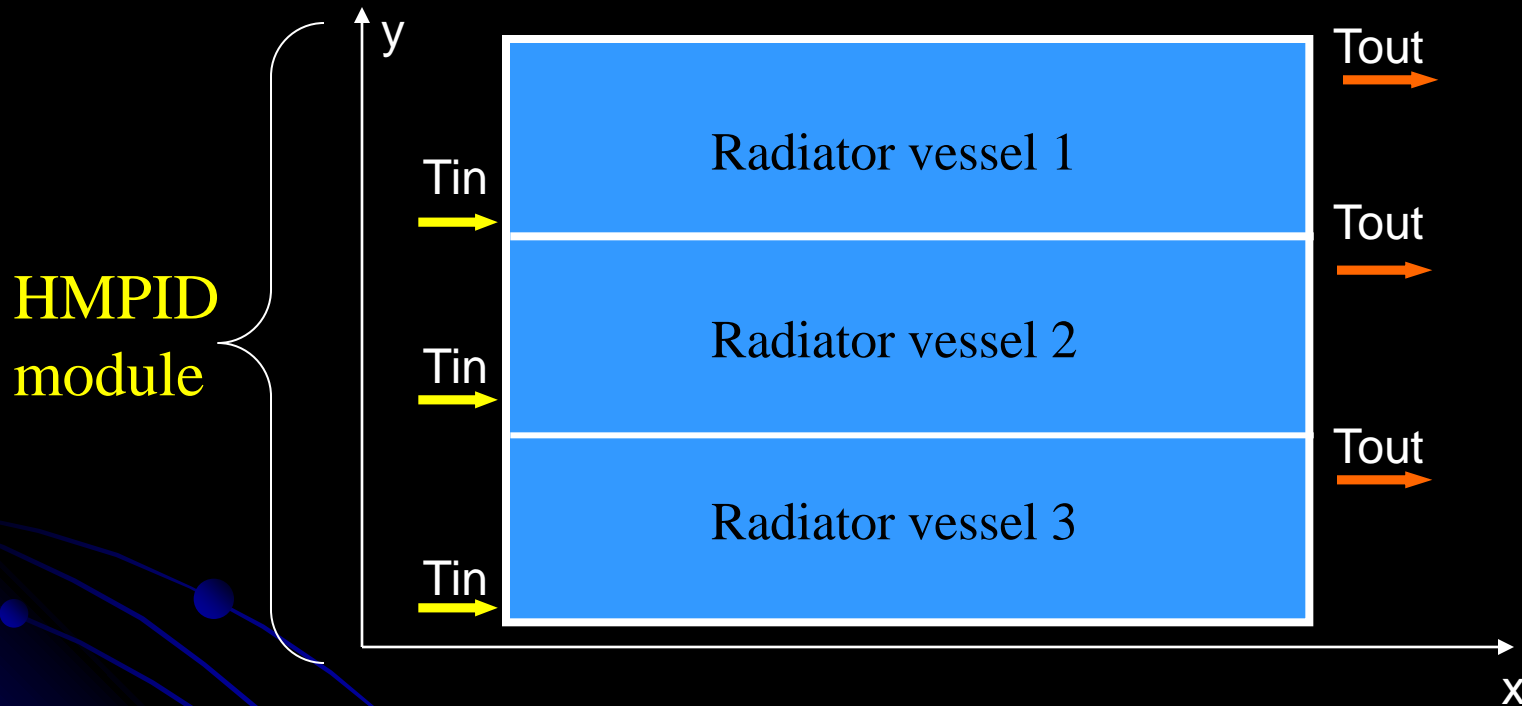 y
Tout
Radiator vessel 1
Tin
Tout
HMPID
module
Radiator vessel 2
Tin
Tout
Radiator vessel 3
Tin
x